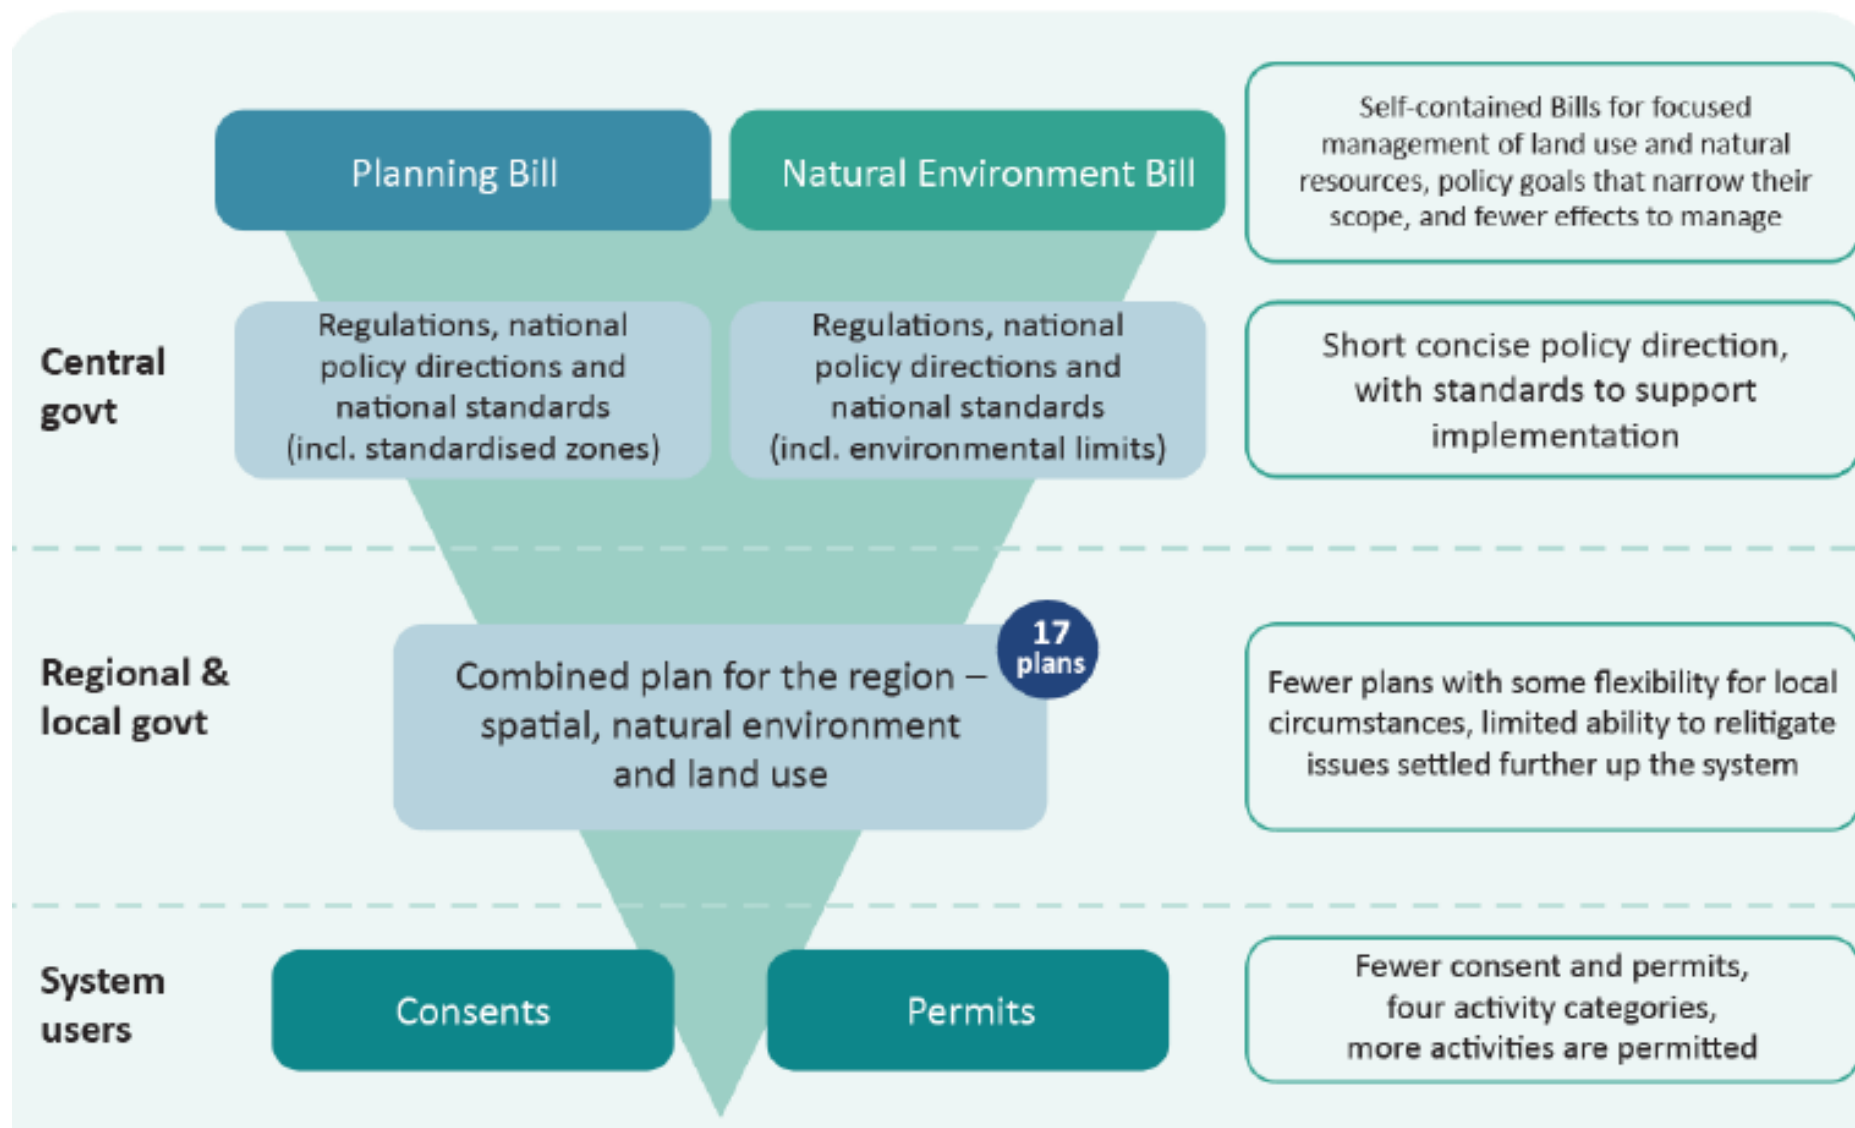 Planning Bill
Natural Environment Bill
Self-contained Bills for focused
management of land use and natural
resources, policy goals that narrow their
scope, and fewer effects to manage
Central
govt
Regulations, national
policy directions and
national standards
(incl. standardised zones)
Regulations, national
policy directions and
national standards
(incl. environmental limits)
Short concise policy direction,
with standards to support
implementation
Regional &
local govt
Combined plan for the region –
spatial, natural environment
and land use
17
plans
Fewer plans with some flexibility for local
circumstances, limited ability to relitigate
issues settled further up the system
System
users
Consents
Permits
Fewer consent and permits,
four activity categories,
more activities are permitted